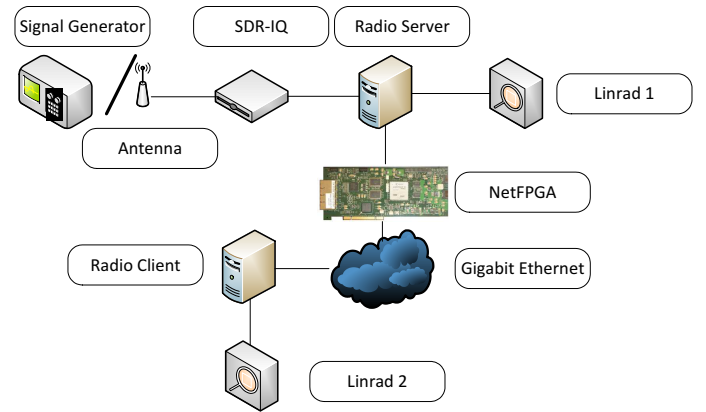 Signal Generator
SDR-IQ
Radio Server
Linrad 1
Antenna
NetFPGA
Radio Client
Gigabit Ethernet
Linrad 2